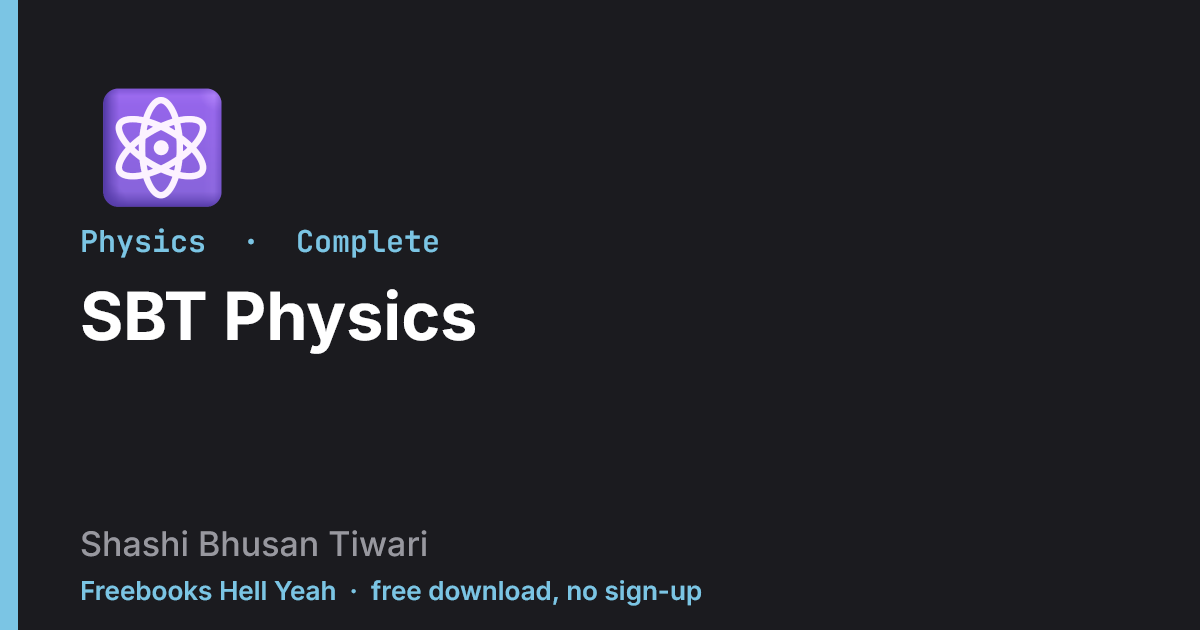 Physics · Complete
SBT Physics
Shashi Bhusan Tiwari
Freebooks Hell Yeah · free download, no sign-up